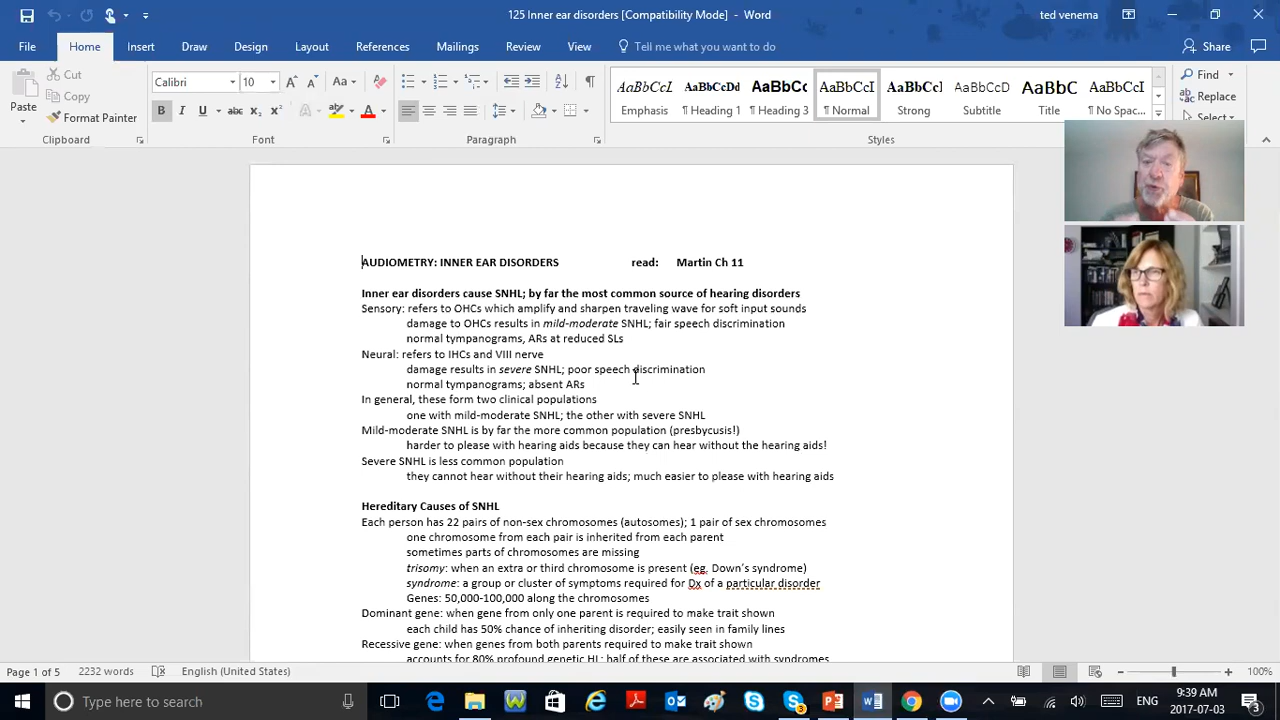 125 Inner ear disorders [Compatibility Mode] - Word
ted venema
File Home Insert Draw Design Layout References Mailings Review View Tell me what you want to do Share
Paste
Cut
Copy
Format Painter
Clipboard
Calibri 10
Font
Paragraph
AaBbCcI AaBbCcDd AaBbCc AaBbCcI AaBbCcI AaBbCcDd AaBbC AaBbCcI
Emphasis ¶ Heading 1 ¶ Heading 3 ¶ Normal Strong Subtitle Title ¶ No Spac...
Styles
Find
Replace
Select
AUDIOMETRY: INNER EAR DISORDERS read: Martin Ch 11
Inner ear disorders cause SNHL; by far the most common source of hearing disorders
Sensory: refers to OHCs which amplify and sharpen traveling wave for soft input sounds
damage to OHCs results in mild-moderate SNHL; fair speech discrimination
normal tympanograms, ARs at reduced SLs
Neural: refers to IHCs and VIII nerve
damage results in severe SNHL; poor speech discrimination
normal tympanograms; absent ARs
In general, these form two clinical populations
one with mild-moderate SNHL; the other with severe SNHL
Mild-moderate SNHL is by far the more common population (presbycusis!)
harder to please with hearing aids because they can hear without the hearing aids!
Severe SNHL is less common population
they cannot hear without their hearing aids; much easier to please with hearing aids
Hereditary Causes of SNHL
Each person has 22 pairs of non-sex chromosomes (autosomes); 1 pair of sex chromosomes
one chromosome from each pair is inherited from each parent
sometimes parts of chromosomes are missing
trisomy: when an extra or third chromosome is present (eg. Down's syndrome)
syndrome: a group or cluster of symptoms required for Dx of a particular disorder
Genes: 50,000-100,000 along the chromosomes
Dominant gene: when gene from only one parent is required to make trait shown
each child has 50% chance of inheriting disorder; easily seen in family lines
Recessive gene: when genes from both parents required to make trait shown
accounts for 80% profound genetic HL; half of these are associated with syndromes
Page 1 of 5 2232 words English (United States) 100%
Type here to search
ENG
9:39 AM
2017-07-03